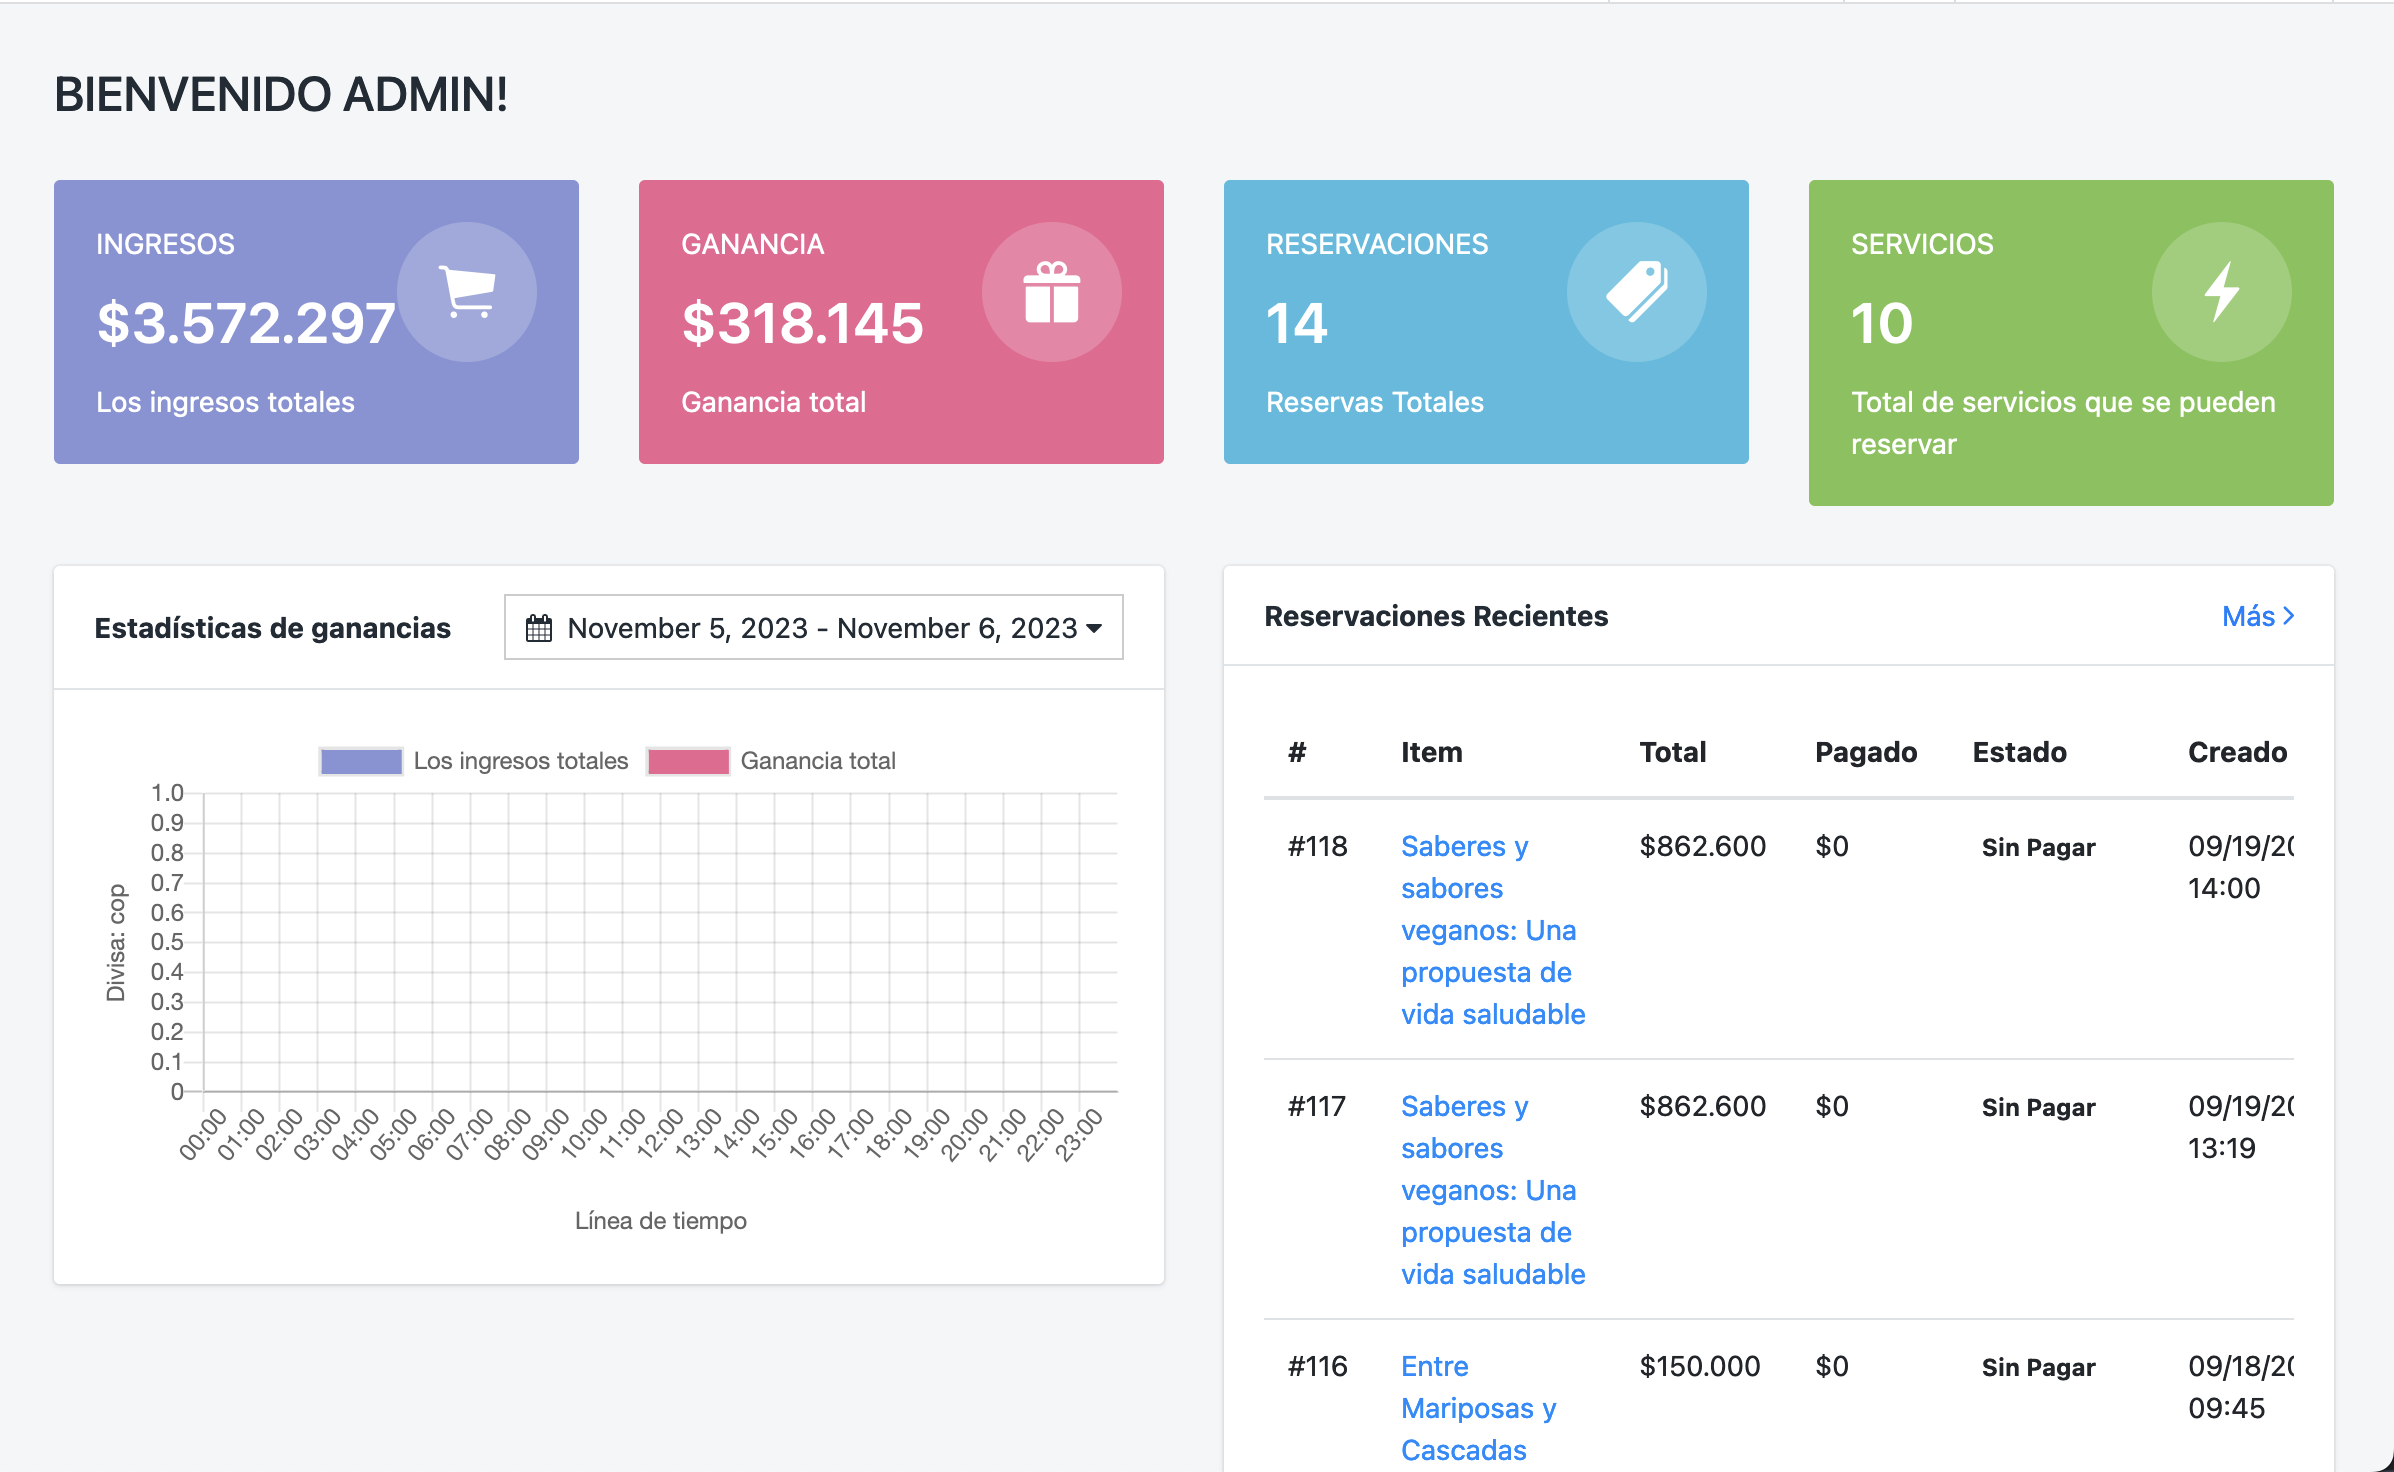 BIENVENIDO ADMIN!
INGRESOS
$3.572.297
Los ingresos totales
GANANCIA
$318.145
Ganancia total
RESERVACIONES
14
Reservas Totales
SERVICIOS
10
Total de servicios que se pueden
reservar
Estadísticas de ganancias
November 5, 2023 - November 6, 2023
Los ingresos totales
Ganancia total
Divisa: cop
1.0
0.9
0.8
0.7
0.6
0.5
0.4
0.3
0.2
0.1
0
00:00
01:00
02:00
03:00
04:00
05:00
06:00
07:00
08:00
09:00
10:00
11:00
12:00
13:00
14:00
15:00
16:00
17:00
18:00
19:00
20:00
21:00
22:00
23:00
Línea de tiempo
Reservaciones Recientes
Más
# Item Total Pagado Estado Creado
#118 Saberes y $862.600 $0 Sin Pagar 09/19/20
sabores 14:00
veganos: Una
propuesta de
vida saludable
#117 Saberes y $862.600 $0 Sin Pagar 09/19/20
sabores 13:19
veganos: Una
propuesta de
vida saludable
#116 Entre $150.000 $0 Sin Pagar 09/18/20
Mariposas y 09:45
Cascadas